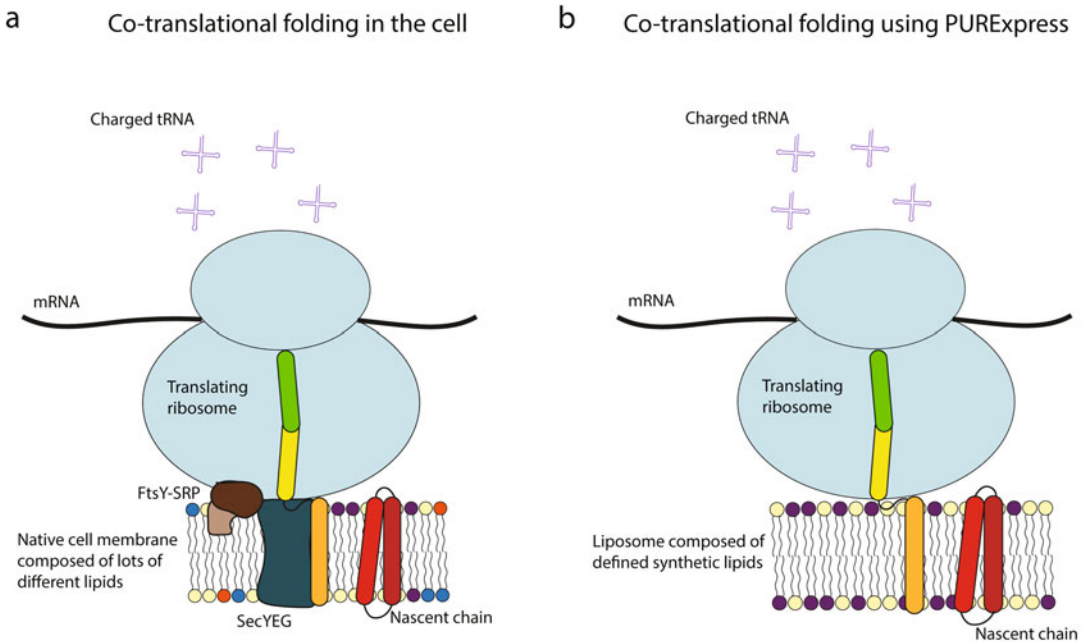 a
Co-translational folding in the cell
Charged tRNA
mRNA
Translating
ribosome
FtsY-SRP
Native cell membrane
composed of lots of
different lipids
SecYEG
Nascent chain
b
Co-translational folding using PURExpress
Charged tRNA
mRNA
Translating
ribosome
Liposome composed of
defined synthetic lipids
Nascent chain